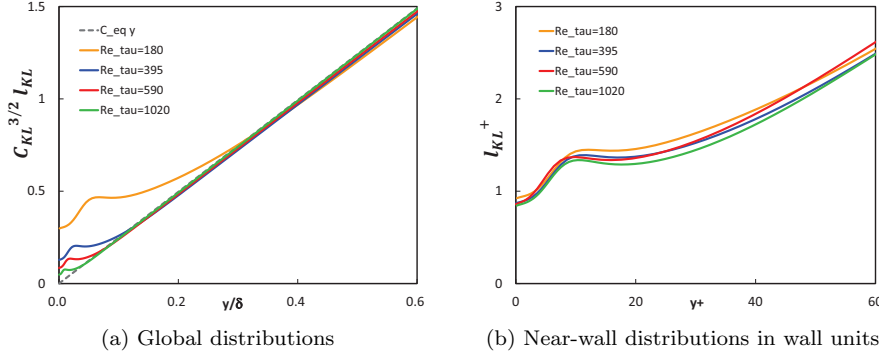 1.5
C_eq y
Re_tau=180
Re_tau=395
Re_tau=590
Re_tau=1020
1
0.5
0
C_KL^3/2 l_KL
0.0
0.2
0.4
0.6
y/δ
(a) Global distributions
3
Re_tau=180
Re_tau=395
Re_tau=590
Re_tau=1020
2
1
0
l_KL^+
0
20
40
60
y+
(b) Near-wall distributions in wall units